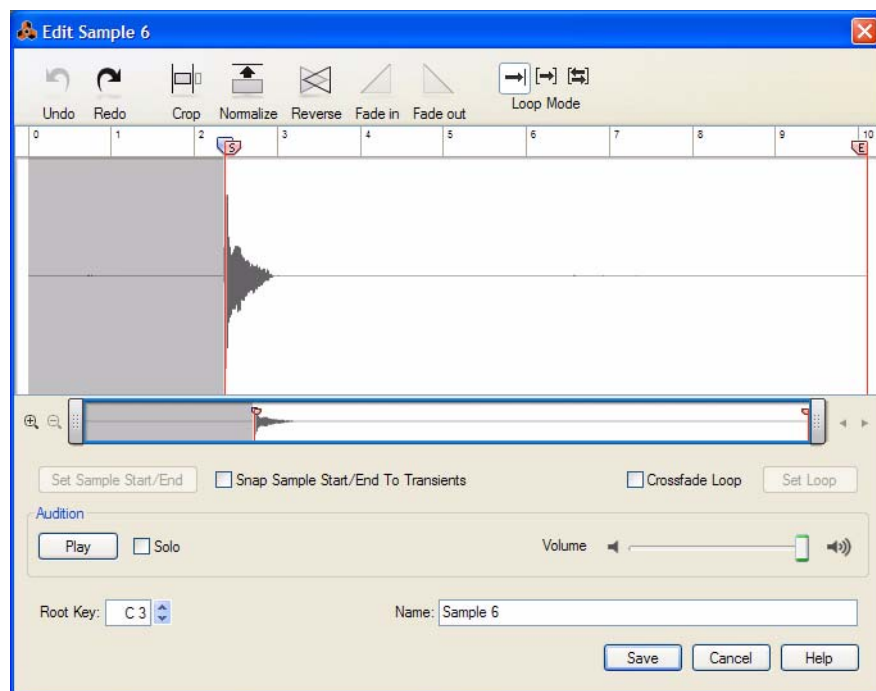 Edit Sample 6
Undo Redo Crop Normalize Reverse Fade in Fade out Loop Mode
0 1 2 3 4 5 6 7 8 9 10
S E
Set Sample Start/End Snap Sample Start/End To Transients Crossfade Loop Set Loop
Audition
Play Solo Volume
Root Key: C 3 Name: Sample 6
Save Cancel Help